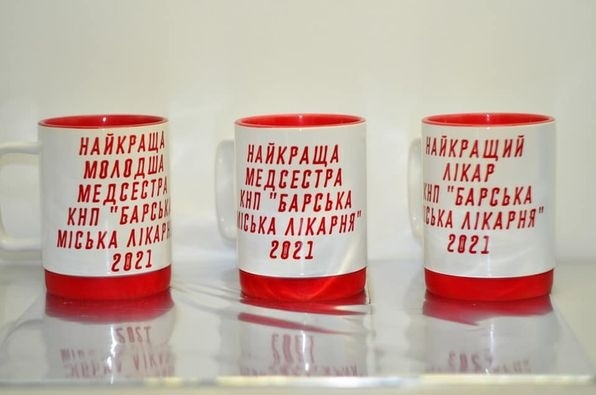 НАЙКРАЩА
МОЛОДША
МЕДСЕСТРА
КНП "БАРСЬКА
МІСЬКА ЛІКАРНЯ
2021
НАЙКРАЩА
МЕДСЕСТРА
КНП "БАРСЬКА
МІСЬКА ЛІКАРНЯ"
2021
НАЙКРАЩИЙ
ЛІКАР
КНП "БАРСЬКА
МІСЬКА ЛІКАРНЯ"
2021